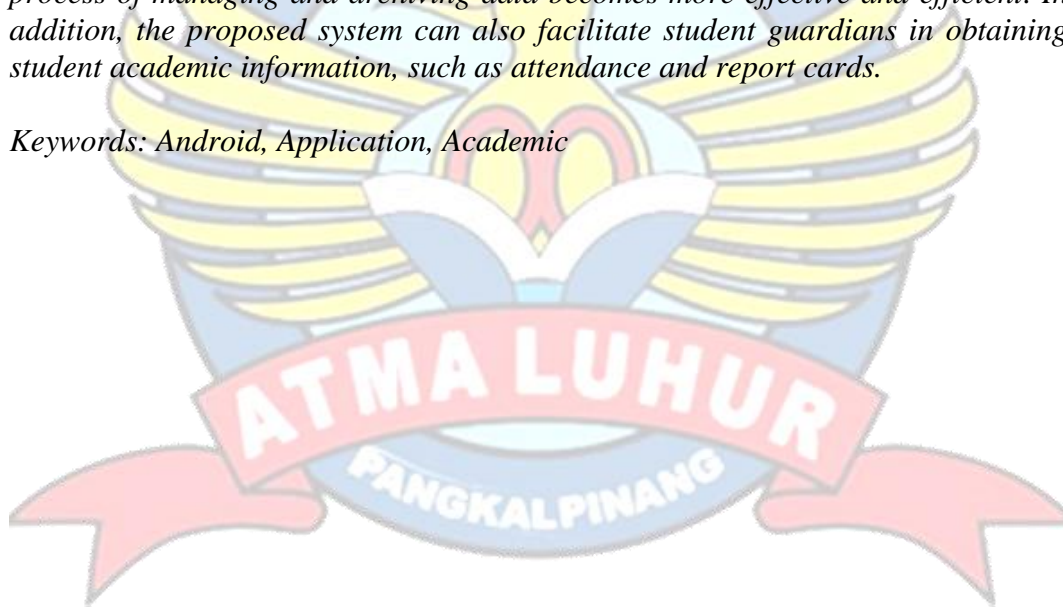 process of managing and archiving data becomes more effective and efficient. In
addition, the proposed system can also facilitate student guardians in obtaining
student academic information, such as attendance and report cards.
Keywords: Android, Application, Academic
ATMA LUHUR
PANGKALPINANG